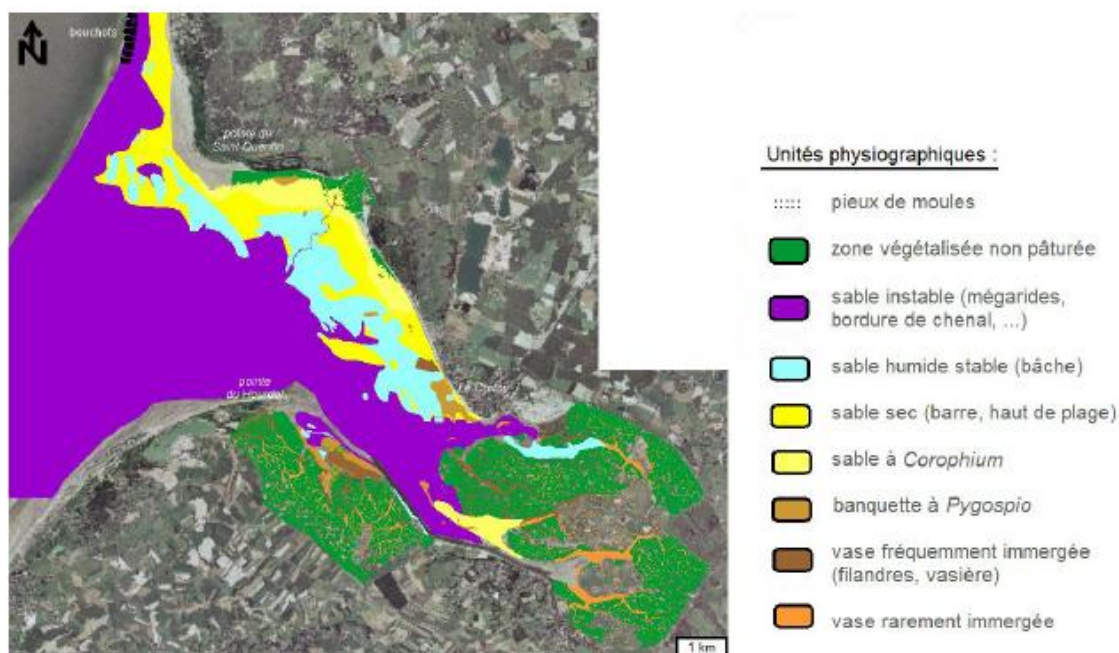 N
bouchots
pointe du
Saint-Quentin
pointe
du Hourdel
Le Crotoy
1 km
Unités physiographiques :
pieux de moules
zone végétalisée non pâturée
sable instable (mégarides,
bordure de chenal, ...)
sable humide stable (bâche)
sable sec (barre, haut de plage)
sable à Corophium
banquette à Pygospio
vase fréquemment immergée
(filandres, vasière)
vase rarement immergée